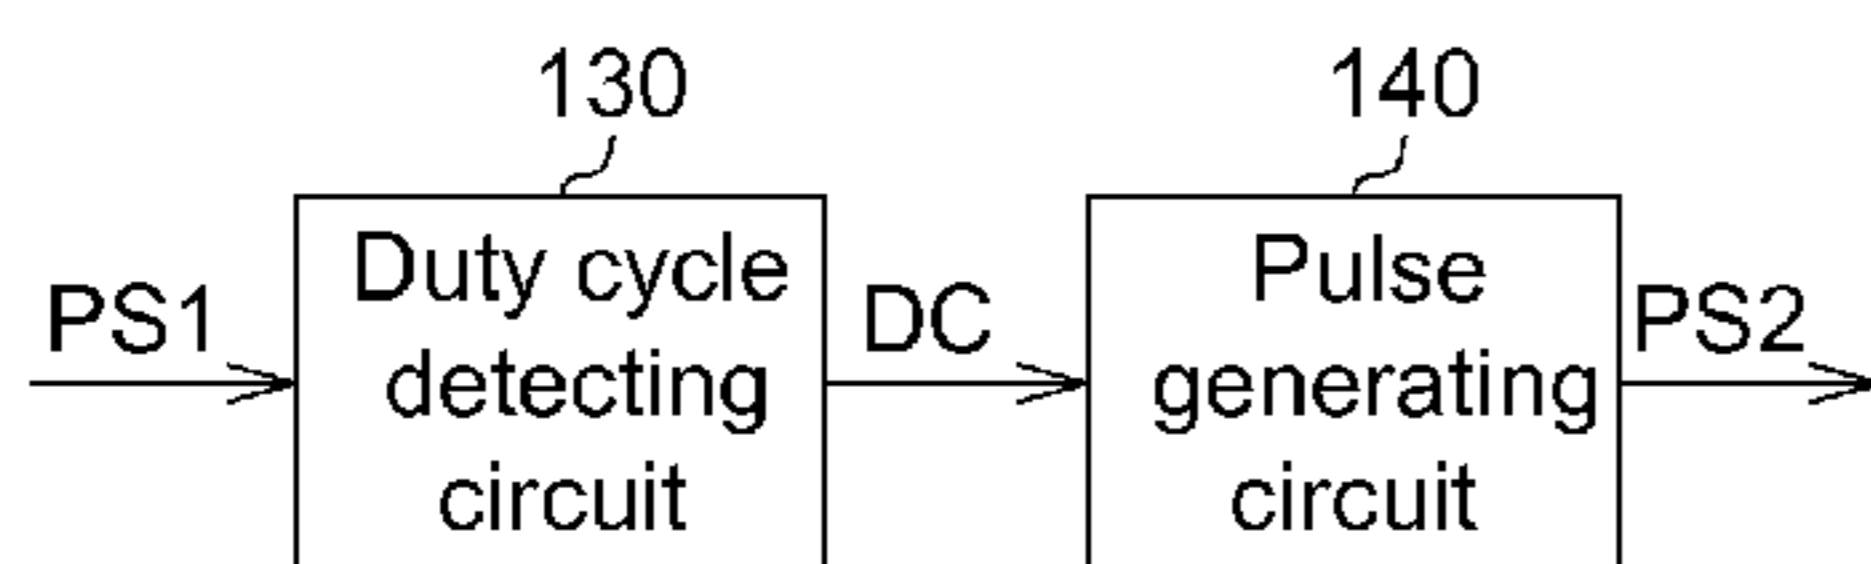 130
140
PS1
Duty cycle
detecting
circuit
DC
Pulse
generating
circuit
PS2